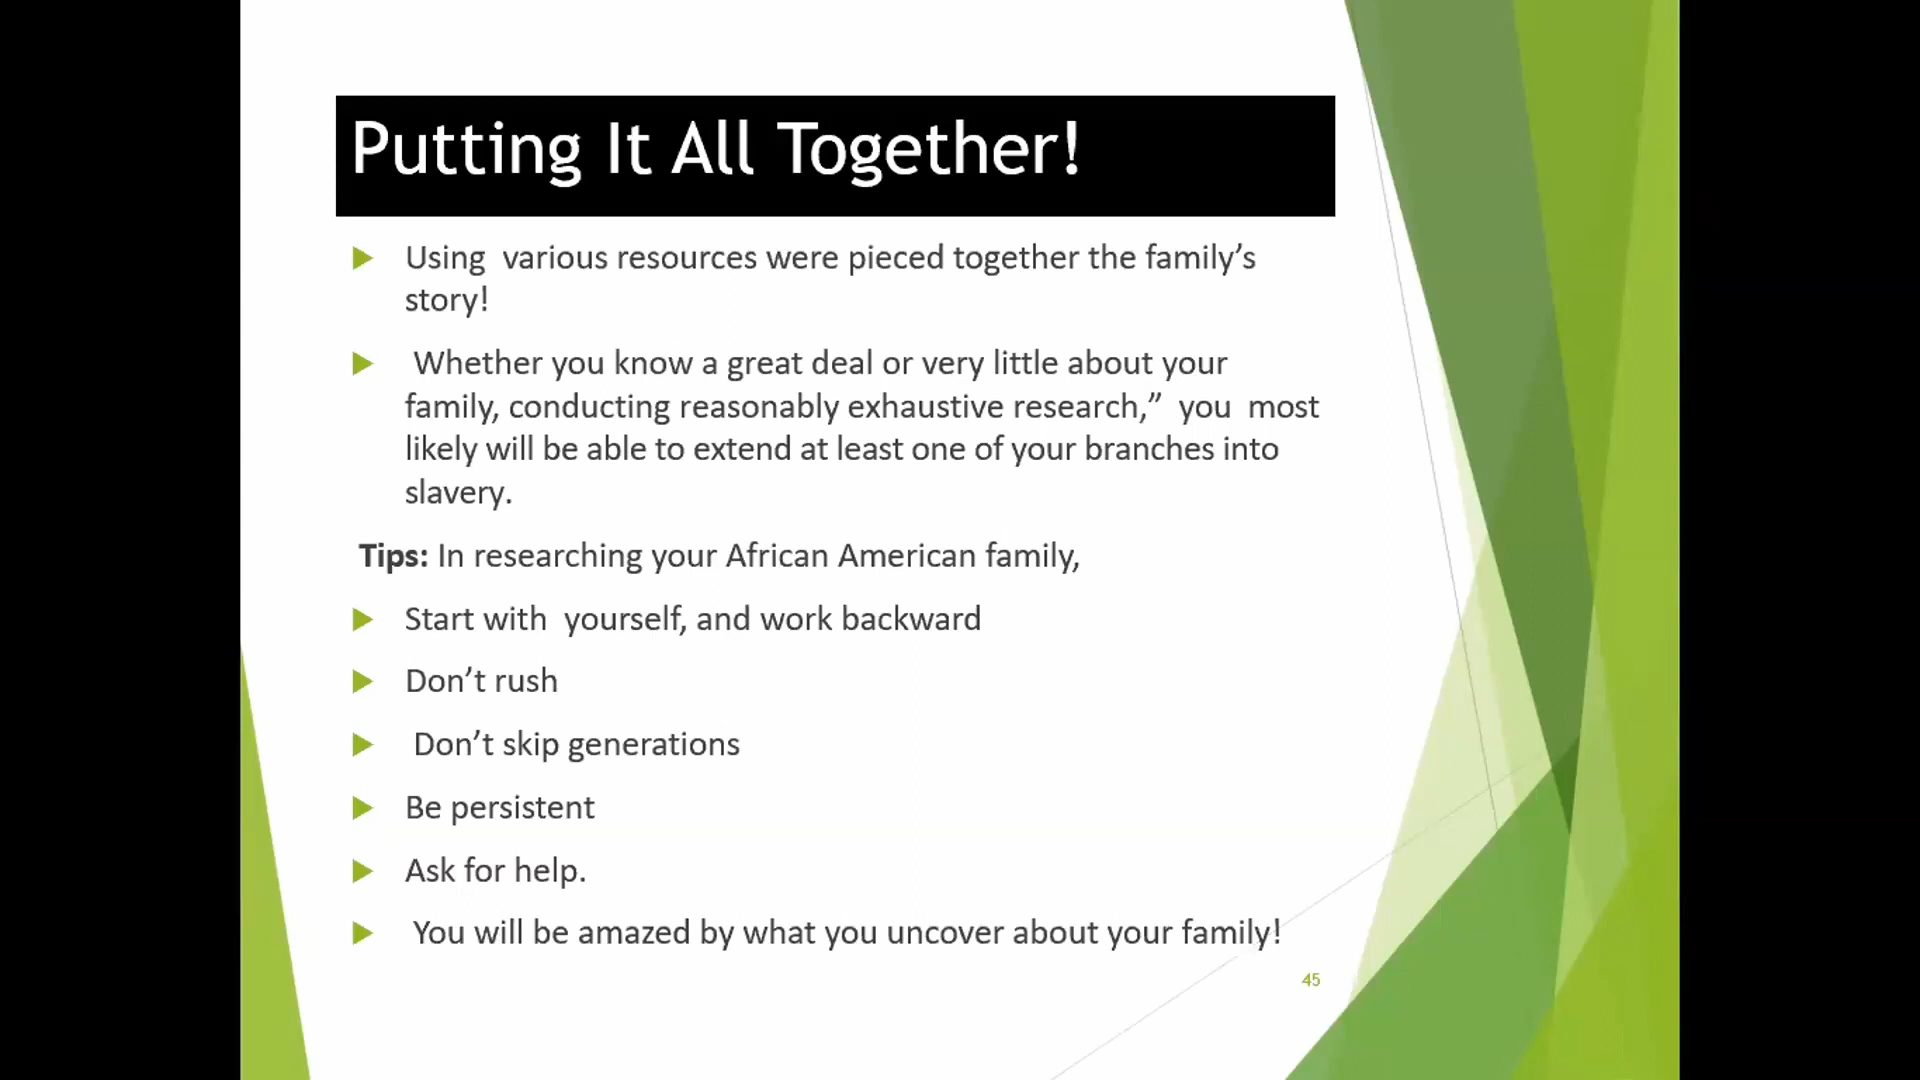 Putting It All Together!
Using  various resources were pieced together the family’s
story!
Whether you know a great deal or very little about your
family, conducting reasonably exhaustive research,”  you  most
likely will be able to extend at least one of your branches into
slavery.
Tips: In researching your African American family,
Start with  yourself, and work backward
Don’t rush
Don’t skip generations
Be persistent
Ask for help.
You will be amazed by what you uncover about your family!
45